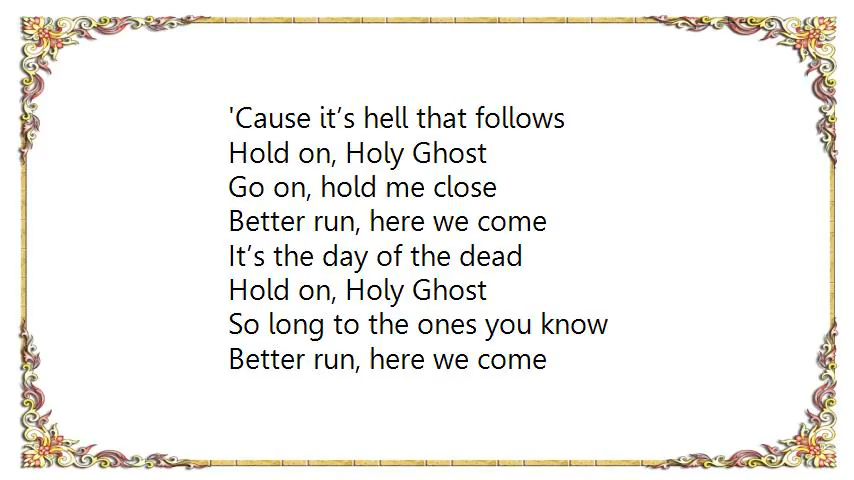 'Cause it’s hell that follows
Hold on, Holy Ghost
Go on, hold me close
Better run, here we come
It’s the day of the dead
Hold on, Holy Ghost
So long to the ones you know
Better run, here we come